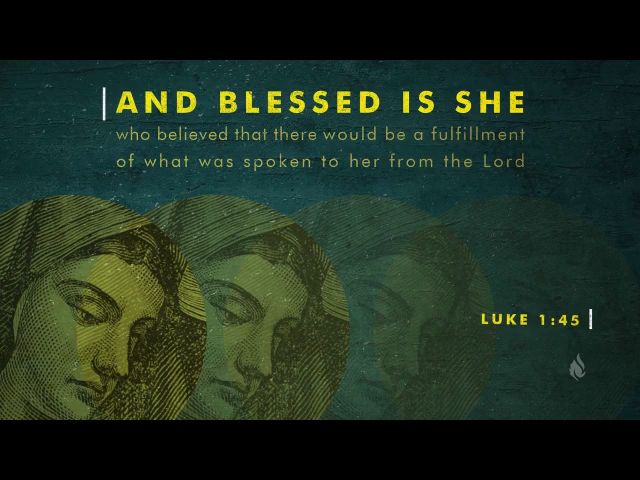 AND BLESSED IS SHE
who believed that there would be a fulfillment
of what was spoken to her from the Lord
LUKE 1:45